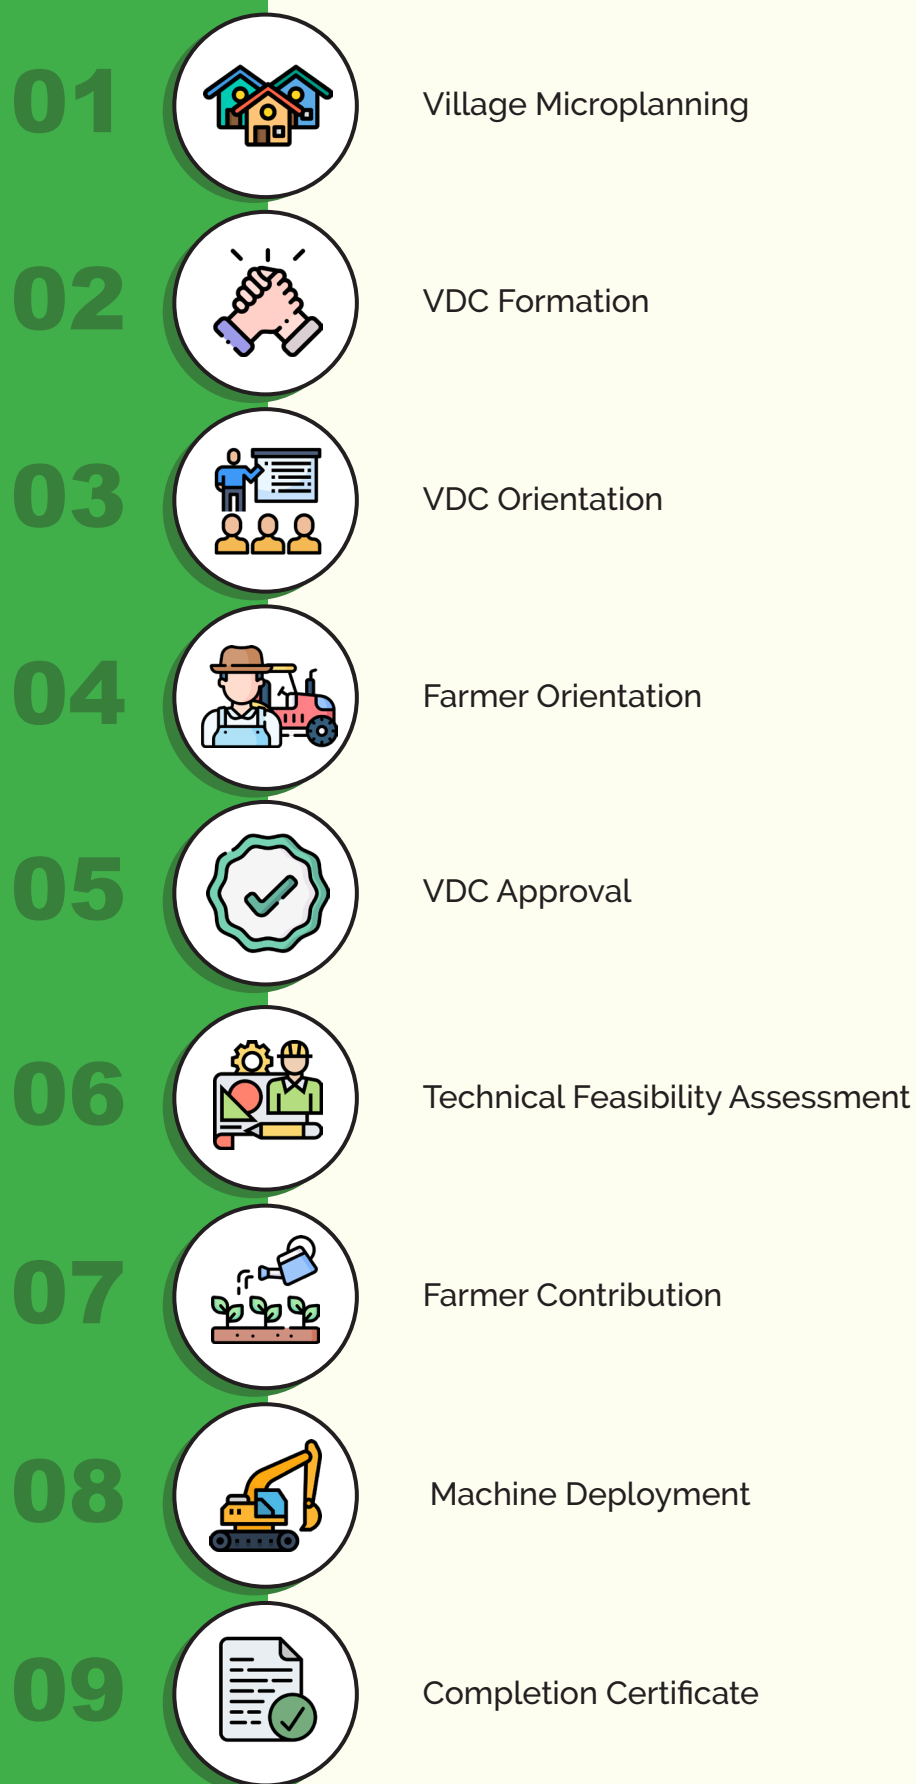 01
Village Microplanning
02
VDC Formation
03
VDC Orientation
04
Farmer Orientation
05
VDC Approval
06
Technical Feasibility Assessment
07
Farmer Contribution
08
Machine Deployment
09
Completion Certificate